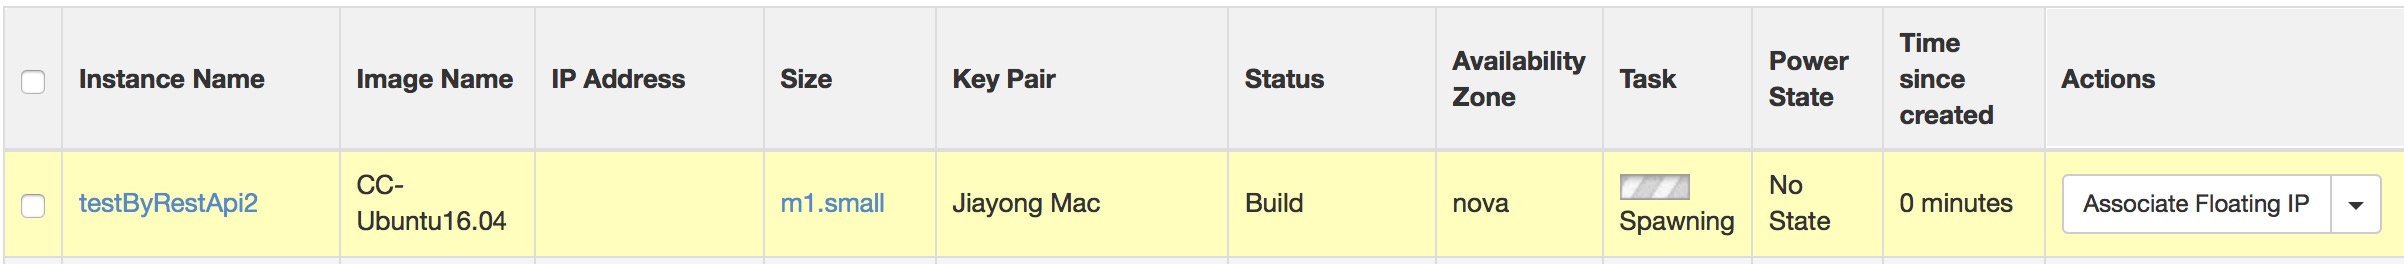 Instance Name
Image Name
IP Address
Size
Key Pair
Status
Availability
Zone
Task
Power
State
Time
since
created
Actions
testByRestApi2
CC-
Ubuntu16.04
m1.small
Jiayong Mac
Build
nova
Spawning
No
State
0 minutes
Associate Floating IP